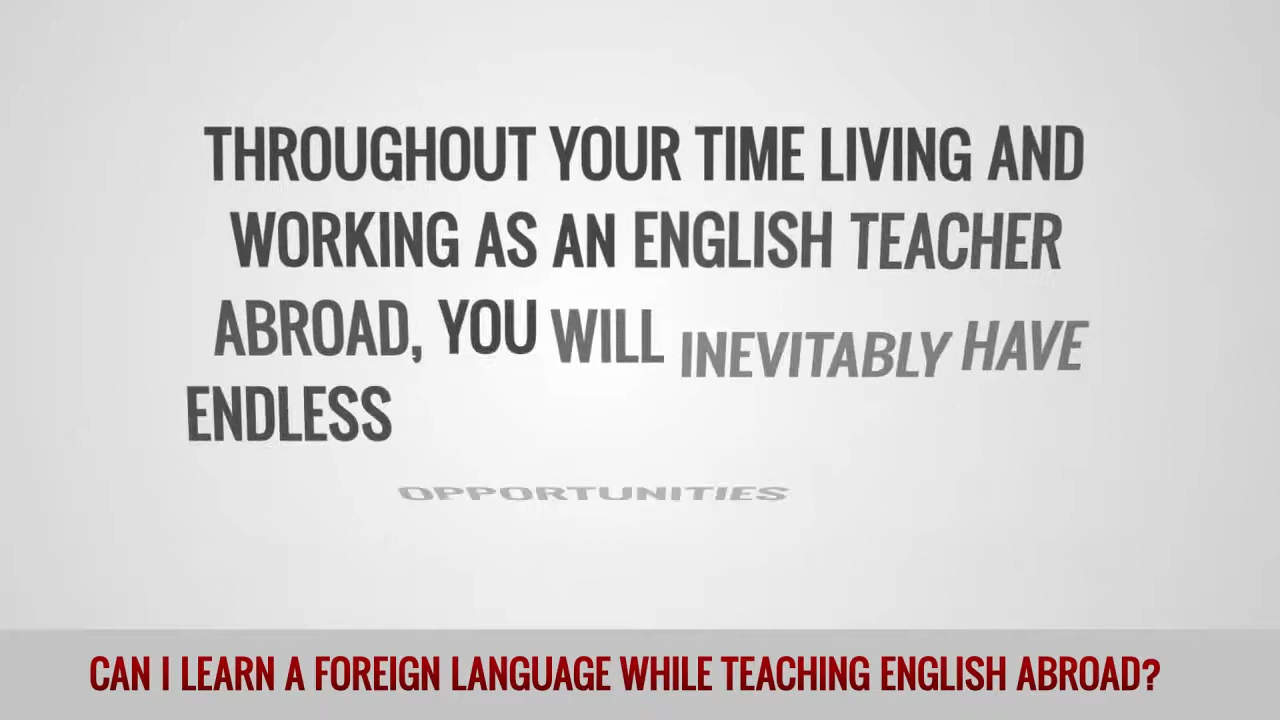 THROUGHOUT YOUR TIME LIVING AND
WORKING AS AN ENGLISH TEACHER
ABROAD, YOU WILL INEVITABLY HAVE
ENDLESS
OPPORTUNITIES
CAN I LEARN A FOREIGN LANGUAGE WHILE TEACHING ENGLISH ABROAD?